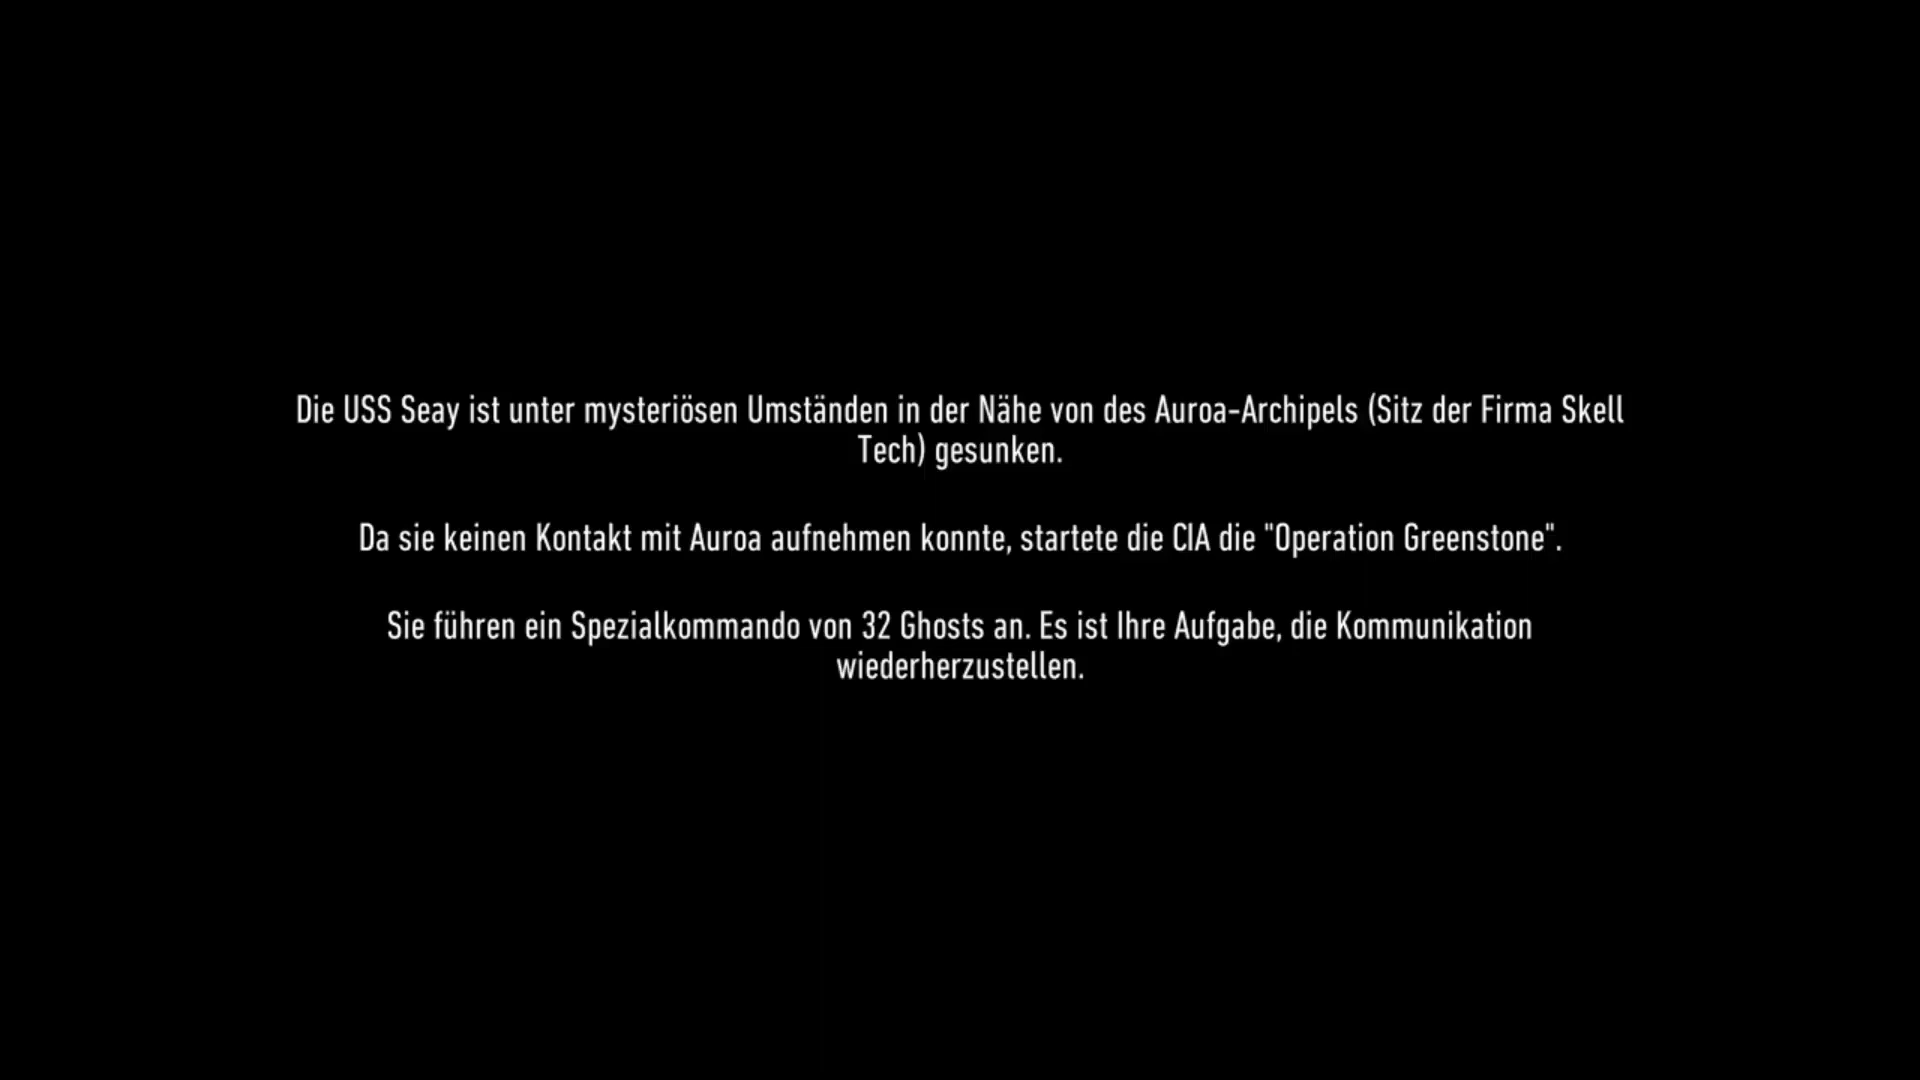 Die USS Seay ist unter mysteriösen Umständen in der Nähe von des Auroa-Archipels (Sitz der Firma Skell
Tech) gesunken.
Da sie keinen Kontakt mit Auroa aufnehmen konnte, startete die CIA die "Operation Greenstone".
Sie führen ein Spezialkommando von 32 Ghosts an. Es ist Ihre Aufgabe, die Kommunikation
wiederherzustellen.